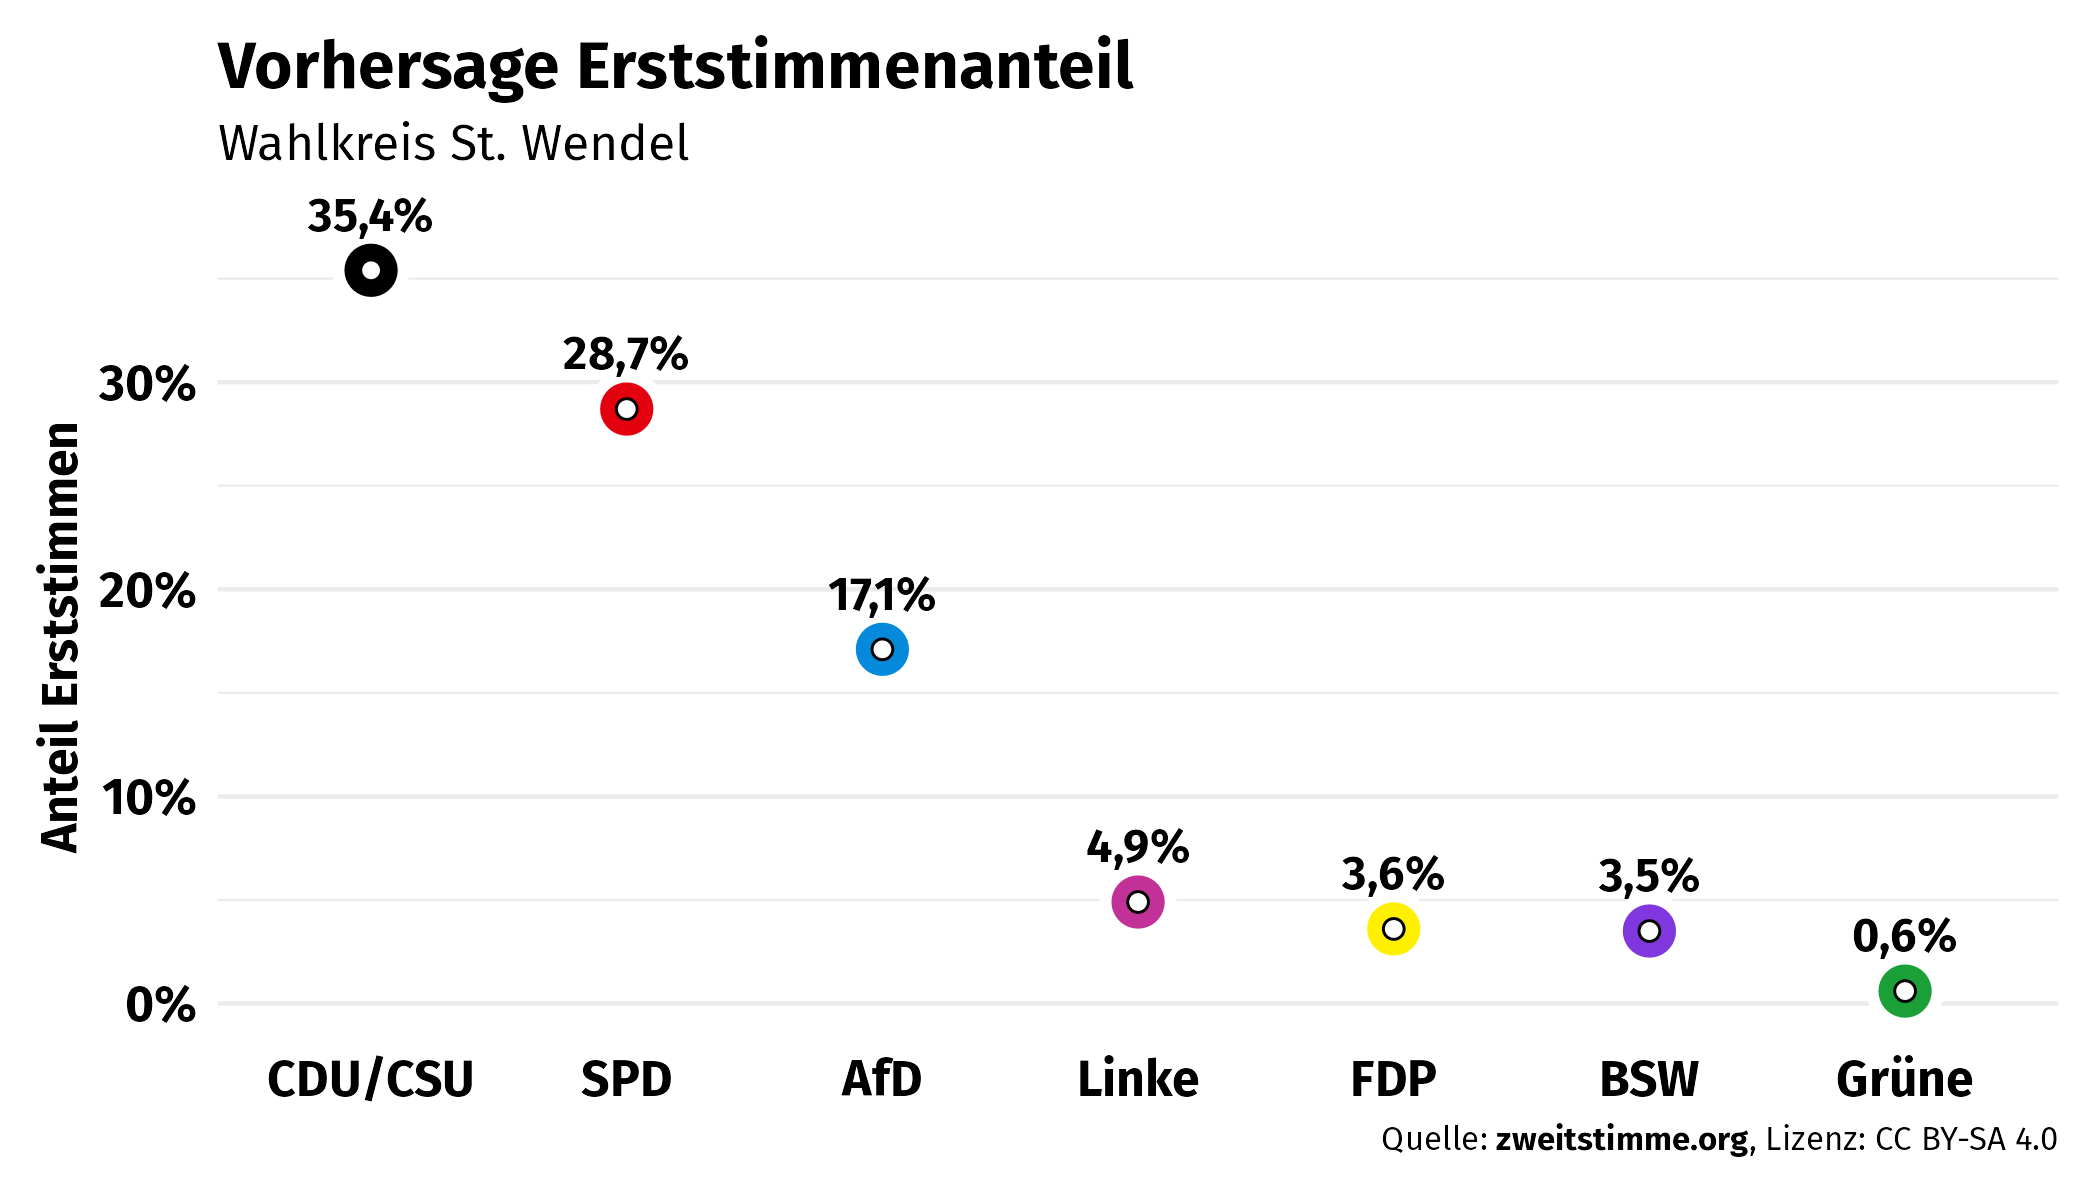 Vorhersage Erststimmenanteil
Wahlkreis St. Wendel
35,4%
28,7%
30%
17,1%
20%
Anteil Erststimmen
10%
4,9%
3,6%
3,5%
0,6%
0%
CDU/CSU SPD AfD Linke FDP BSW Grüne
Quelle: zweitstimme.org, Lizenz: CC BY-SA 4.0